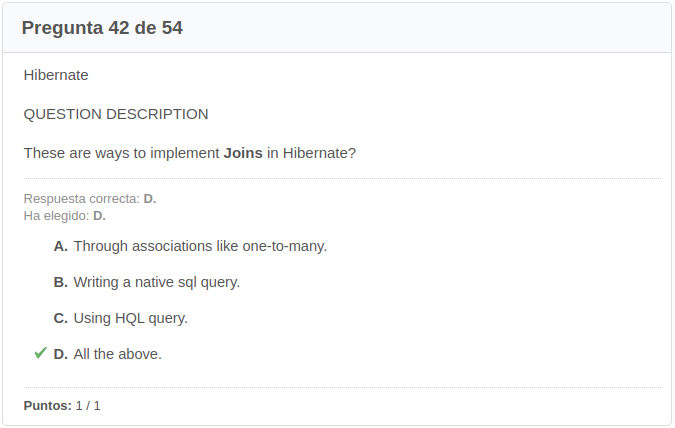 Pregunta 42 de 54
Hibernate
QUESTION DESCRIPTION
These are ways to implement Joins in Hibernate?
Respuesta correcta: D.
Ha elegido: D.
A. Through associations like one-to-many.
B. Writing a native sql query.
C. Using HQL query.
D. All the above.
Puntos: 1 / 1